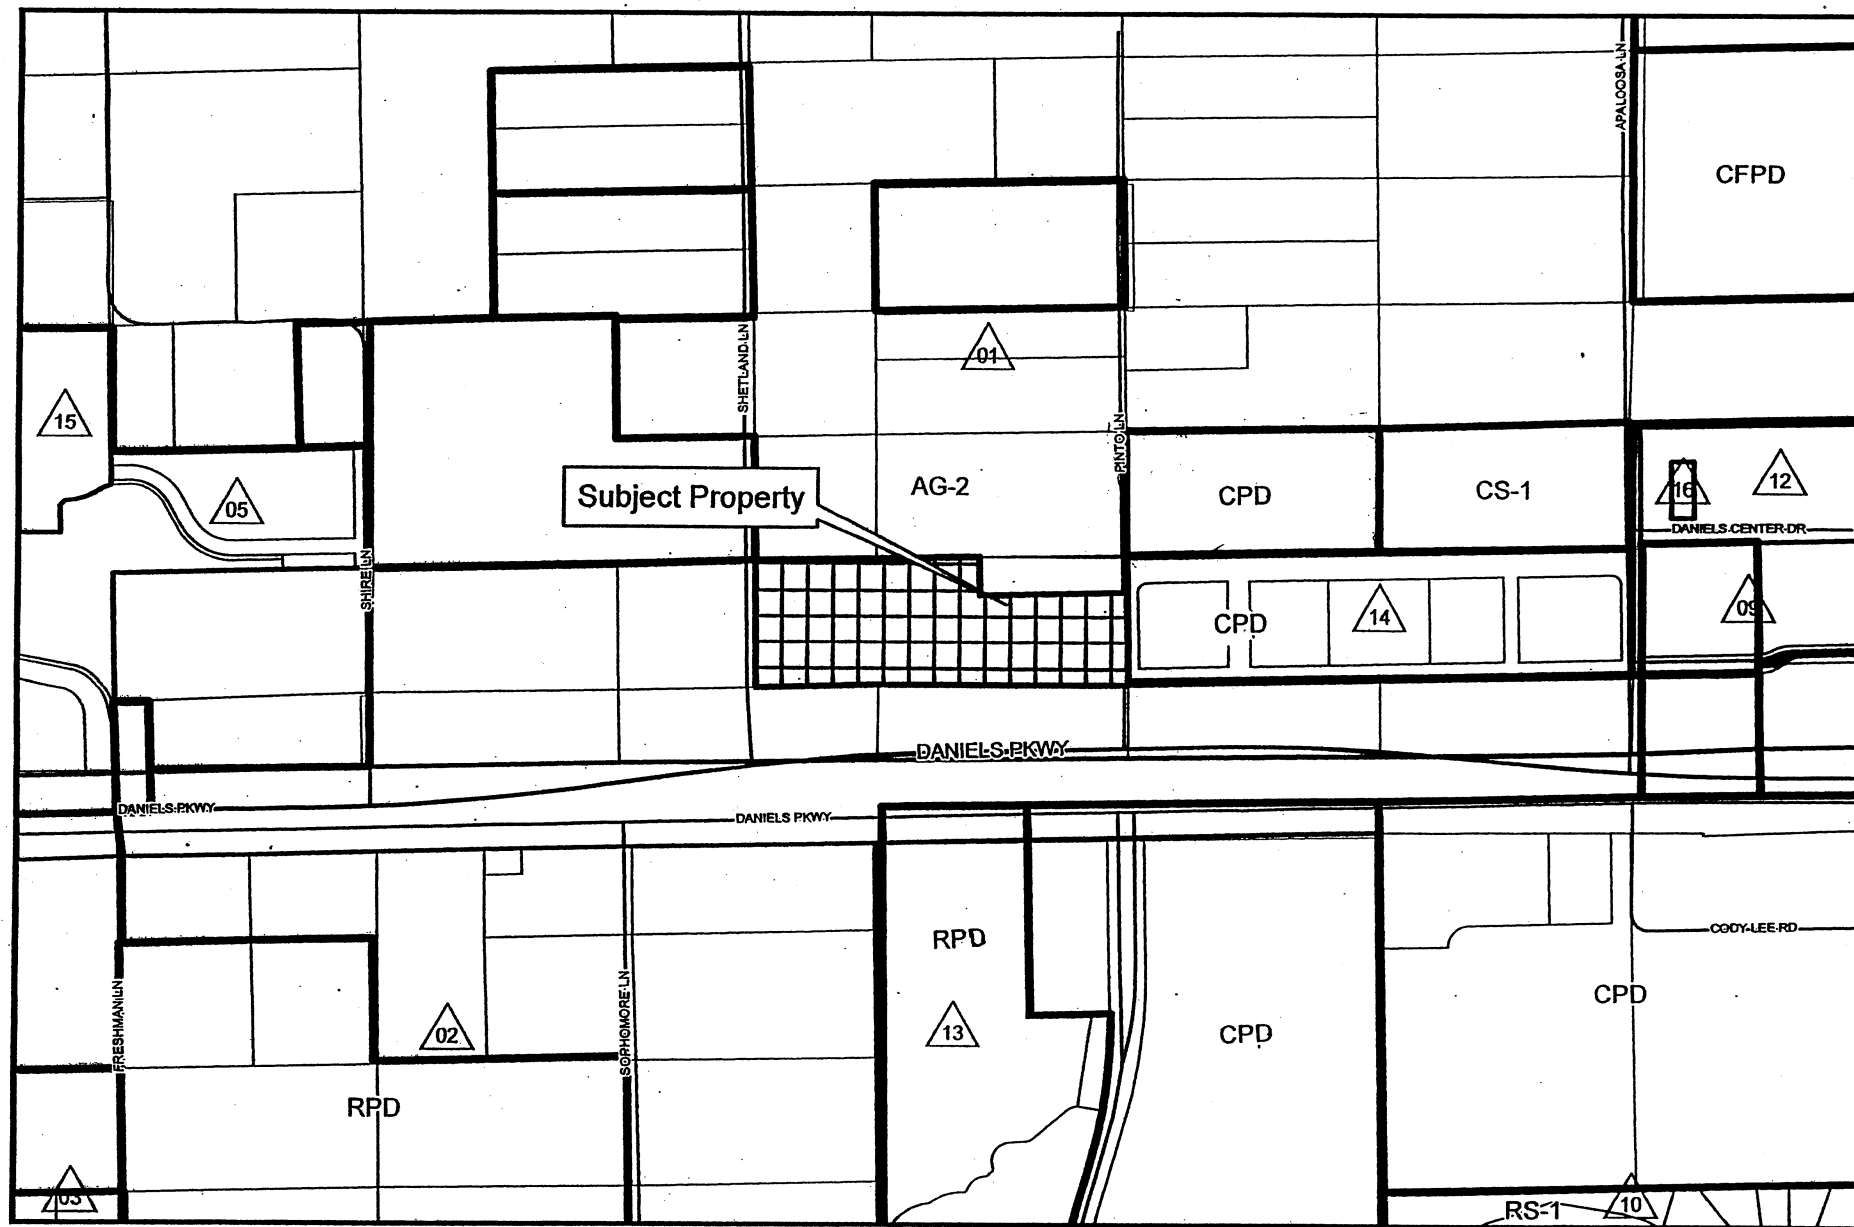 APALOOSA LN
CFPD
SHETLAND LN
01
15
PINTO LN
05
Subject Property
AG-2
CPD
CS-1
16
12
DANIELS CENTER DR
SHIRE LN
CPD
14
09
DANIELS PKWY
DANIELS PKWY
DANIELS PKWY
RPD
CODY LEE RD
FRESHMAN LN
SOPHOMORE LN
02
13
CPD
CPD
RPD
03
RS-1
10